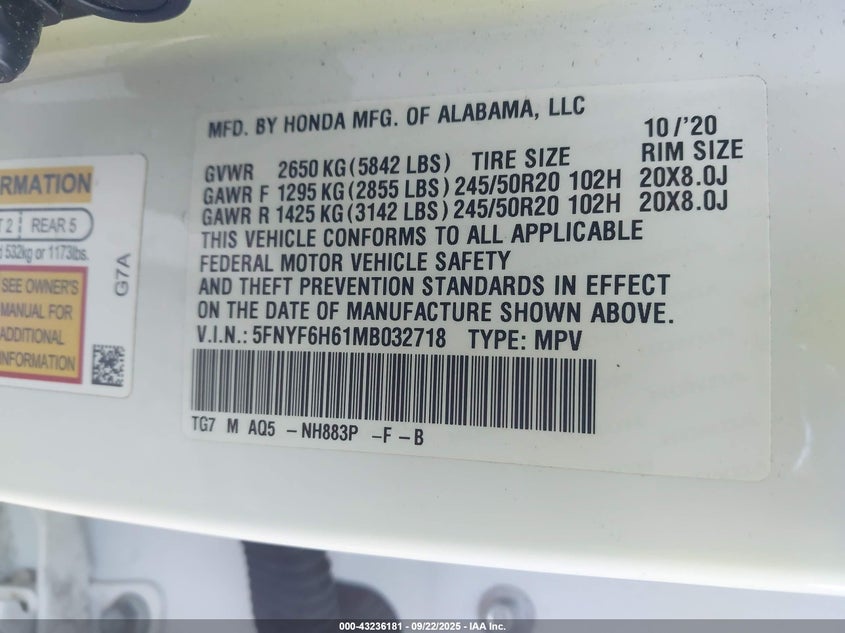 MFD. BY HONDA MFG. OF ALABAMA, LLC
10/'20
GVWR 2650 KG (5842 LBS) TIRE SIZE RIM SIZE
GAWR F 1295 KG (2855 LBS) 245/50R20 102H 20X8.0J
GAWR R 1425 KG (3142 LBS) 245/50R20 102H 20X8.0J
THIS VEHICLE CONFORMS TO ALL APPLICABLE
FEDERAL MOTOR VEHICLE SAFETY
AND THEFT PREVENTION STANDARDS IN EFFECT
ON THE DATE OF MANUFACTURE SHOWN ABOVE.
V.I.N.: 5FNYF6H61MB032718 TYPE: MPV
TG7 M AQ5 -NH883P -F-B
RMATION
T 2 REAR 5
d 532kg or 1173lbs.
SEE OWNER'S
MANUAL FOR
ADDITIONAL
INFORMATION
G7A
000-43236181 - 09/22/2025 - IAA Inc.